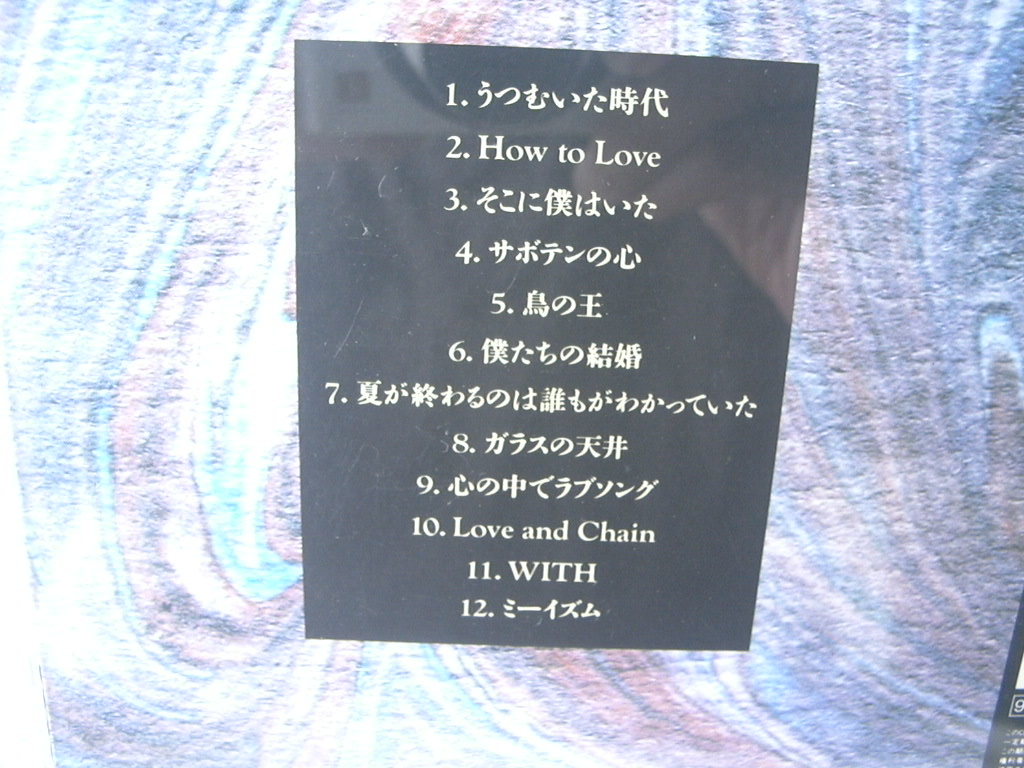 1. うつむいた時代
2. How to Love
3. そこに僕はいた
4. サボテンの心
5. 鳥の王
6. 僕たちの結婚
7. 夏が終わるのは誰もがわかっていた
8. ガラスの天井
9. 心の中でラブソング
10. Love and Chain
11. WITH
12. ミーイズム